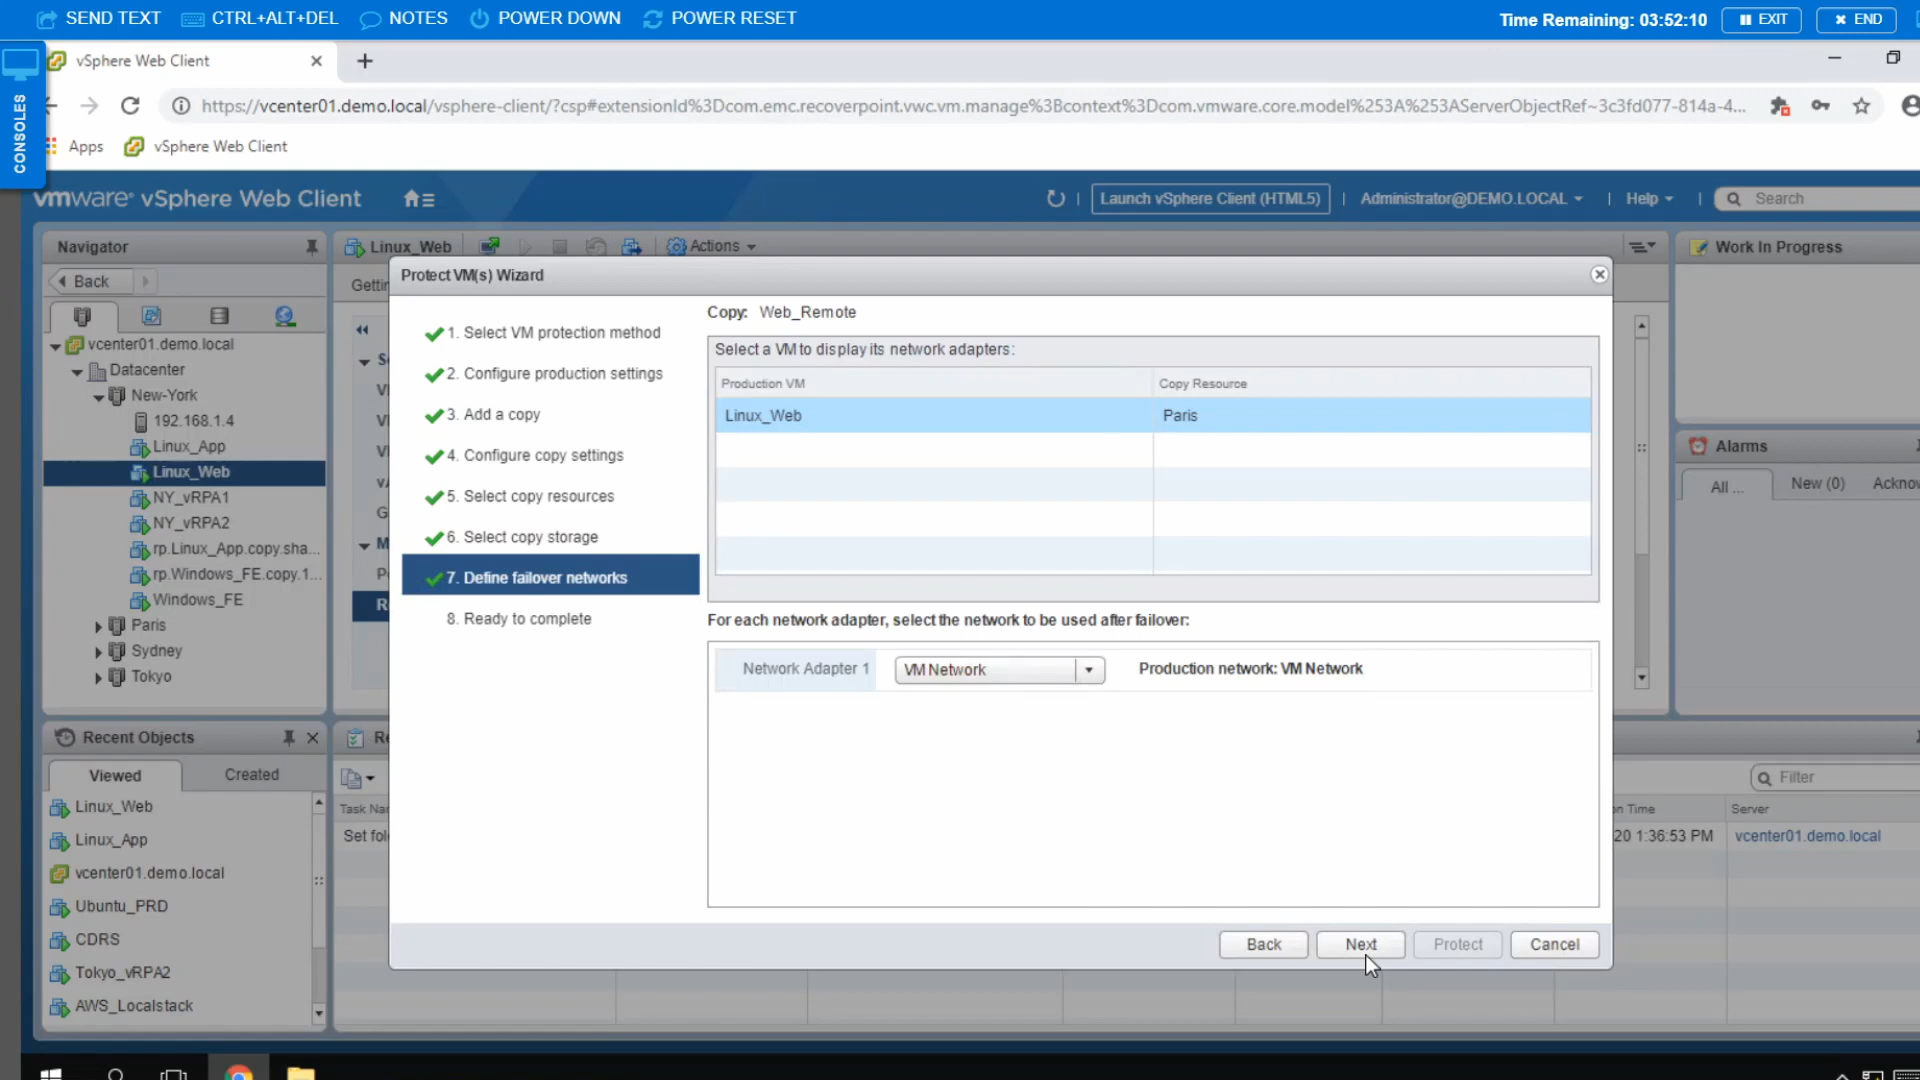 SEND TEXT CTRL+ALT+DEL NOTES POWER DOWN POWER RESET Time Remaining: 03:52:10 EXIT END
CONSOLES
vSphere Web Client
https://vcenter01.demo.local/vsphere-client/?csp#extensionId%3Dcom.emc.recoverpoint.vwc.vm.manage%3Bcontext%3Dcom.vmware.core.model%253A%253AServerObjectRef~3c3fd077-814a-4...
Apps vSphere Web Client
vmware® vSphere Web Client Launch vSphere Client (HTML5) | Administrator@DEMO.LOCAL | Help | Search
Navigator
Back
vcenter01.demo.local
Datacenter
New-York
192.168.1.4
Linux_App
Linux_Web
NY_vRPA1
NY_vRPA2
rp.Linux_App.copy.sha...
rp.Windows_FE.copy.1...
Windows_FE
Paris
Sydney
Tokyo
Linux_Web Actions
Gettin
Protect VM(s) Wizard
1. Select VM protection method
2. Configure production settings
3. Add a copy
4. Configure copy settings
5. Select copy resources
6. Select copy storage
7. Define failover networks
8. Ready to complete
Copy: Web_Remote
Select a VM to display its network adapters:
Production VM Copy Resource
Linux_Web Paris
For each network adapter, select the network to be used after failover:
Network Adapter 1 VM Network Production network: VM Network
Back Next Protect Cancel
Work In Progress
Alarms
All ... New (0) Acknow
Recent Objects
Viewed Created
Linux_Web
Linux_App
vcenter01.demo.local
Ubuntu_PRD
CDRS
Tokyo_vRPA2
AWS_Localstack
Re
Filter
Task Na
on Time Server
Set fol
20 1:36:53 PM vcenter01.demo.local